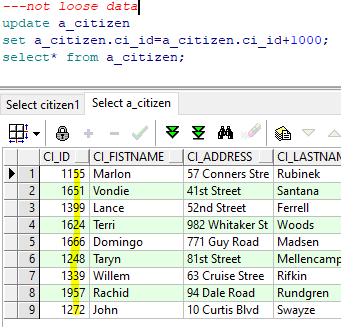 ---not loose data
update a_citizen
set a_citizen.ci_id=a_citizen.ci_id+1000;
select* from a_citizen;
Select citizen1 Select a_citizen
CI_ID CI_FISTNAME CI_ADDRESS CI_LASTNA
1 1155 Marlon 57 Conners Stre Rubinek
2 1651 Vondie 41st Street Santana
3 1399 Lance 52nd Street Ferrell
4 1624 Terri 982 Whitaker St Woods
5 1666 Domingo 771 Guy Road Madsen
6 1248 Taryn 81st Street Mellencamp
7 1339 Willem 63 Cruise Stree Rifkin
8 1957 Rachid 94 Dale Road Rundgren
9 1272 John 10 Curtis Blvd Swayze